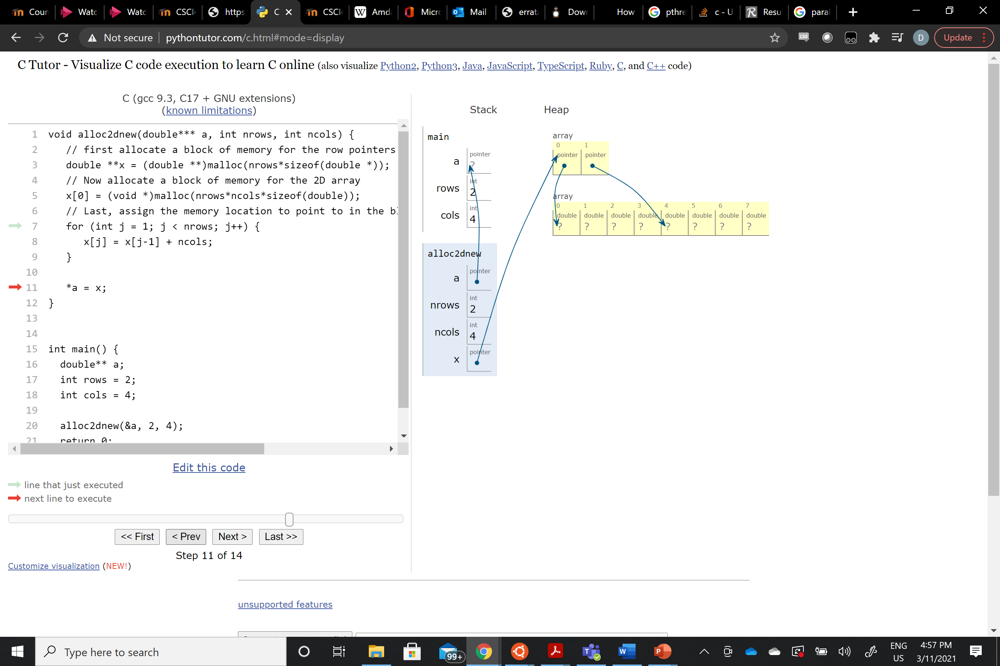 Cour
Watc
Watc
CSCI4
https
C
CSCI4
Amd
Micro
Mail
errata
Down
How
pthre
c - U
Resu
paral
Not secure
pythontutor.com/c.html#mode=display
D
Update
C Tutor - Visualize C code execution to learn C online (also visualize Python2, Python3, Java, JavaScript, TypeScript, Ruby, C, and C++ code)
C (gcc 9.3, C17 + GNU extensions)
(known limitations)
1 void alloc2dnew(double*** a, int nrows, int ncols) {
2 // first allocate a block of memory for the row pointers
3 double **x = (double **)malloc(nrows*sizeof(double *));
4 // Now allocate a block of memory for the 2D array
5 x[0] = (void *)malloc(nrows*ncols*sizeof(double));
6 // Last, assign the memory location to point to in the bl
7 for (int j = 1; j < nrows; j++) {
8 x[j] = x[j-1] + ncols;
9 }
10
11 *a = x;
12 }
13
14
15 int main() {
16 double** a;
17 int rows = 2;
18 int cols = 4;
19
20 alloc2dnew(&a, 2, 4);
21 return 0;
Edit this code
line that just executed
next line to execute
<< First
< Prev
Next >
Last >>
Step 11 of 14
Customize visualization (NEW!)
Stack
Heap
main
pointer
a ?
int
rows 2
int
cols 4
alloc2dnew
pointer
a
int
nrows 2
int
ncols 4
pointer
x
array
0 1
pointer pointer
array
0 1 2 3 4 5 6 7
double double double double double double double double
? ? ? ? ? ? ? ?
unsupported features
Type here to search
99+
ENG
US
4:57 PM
3/11/2021